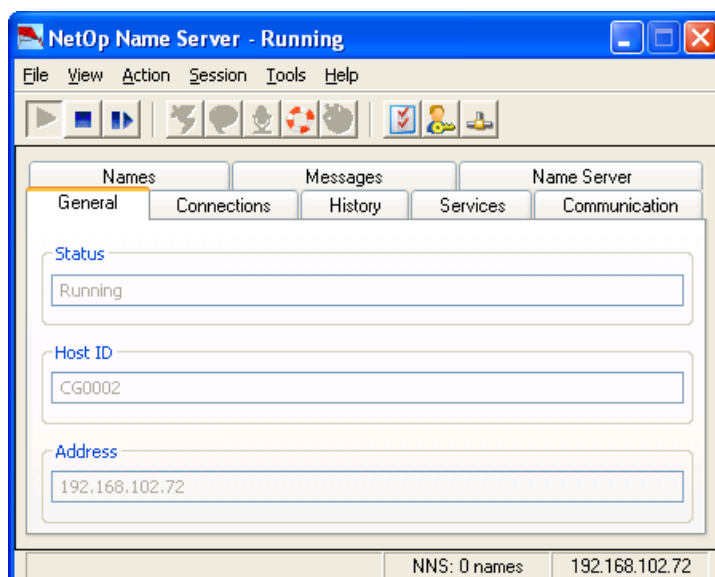 NetOp Name Server - Running
File View Action Session Tools Help
Names Messages Name Server
General Connections History Services Communication
Status
Running
Host ID
CG0002
Address
192.168.102.72
NNS: 0 names 192.168.102.72